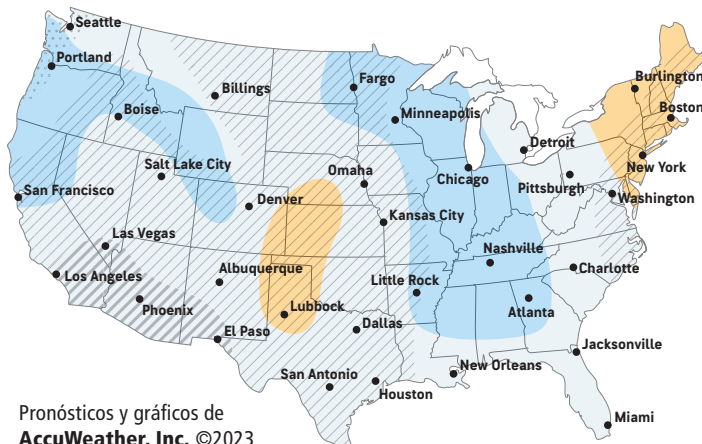 Seattle
Portland
Billings
Fargo
Burlington
Boston
Boise
Minneapolis
Detroit
New York
Salt Lake City
Omaha
Chicago
Pittsburgh
San Francisco
Denver
Washington
Kansas City
Las Vegas
Nashville
Los Angeles
Albuquerque
Little Rock
Charlotte
Phoenix
Lubbock
Atlanta
El Paso
Dallas
Jacksonville
San Antonio
New Orleans
Houston
Miami
Pronósticos y gráficos de
AccuWeather, Inc. ©2023